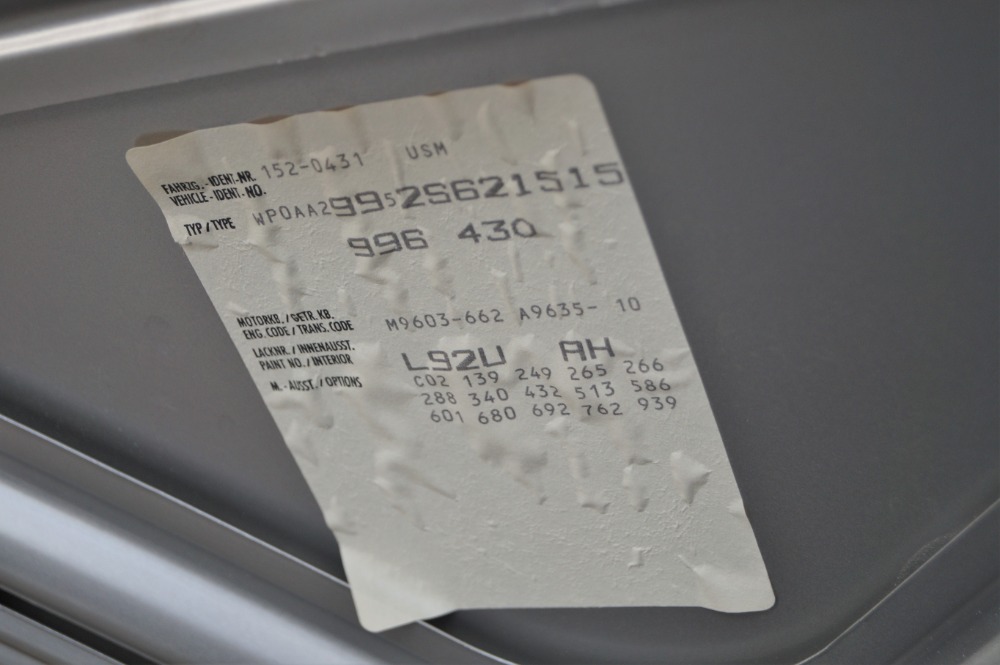 152-0431 USM
FAHRZG.-IDENT-NR.
VEHICLE-IDENT-NO.
WP0AA29952S621515
TYP / TYPE
996 430
MOTORKB. / GETR. KB.
ENG. CODE / TRANS. CODE
M9603-662 A9635- 10
LACKNR. / INNENAUSST.
PAINT NO. / INTERIOR
L92U AH
M.-AUSST. / OPTIONS
C02 139 249 265 266
288 340 432 513 586
601 680 692 762 939